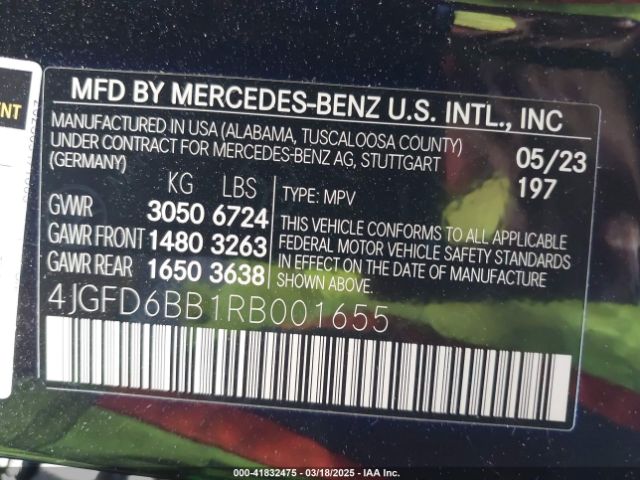 MFD BY MERCEDES-BENZ U.S. INTL., INC
MANUFACTURED IN USA (ALABAMA, TUSCALOOSA COUNTY)
UNDER CONTRACT FOR MERCEDES-BENZ AG, STUTTGART
(GERMANY)
05/23
197
KG LBS
GWR 3050 6724
GAWR FRONT 1480 3263
GAWR REAR 1650 3638
TYPE: MPV
THIS VEHICLE CONFORMS TO ALL APPLICABLE
FEDERAL MOTOR VEHICLE SAFETY STANDARDS
IN EFFECT ON THE DATE OF MANUFACTURE
SHOWN ABOVE.
4JGFD6BB1RB001655
000-41832475 — 03/18/2025 — IAA Inc.